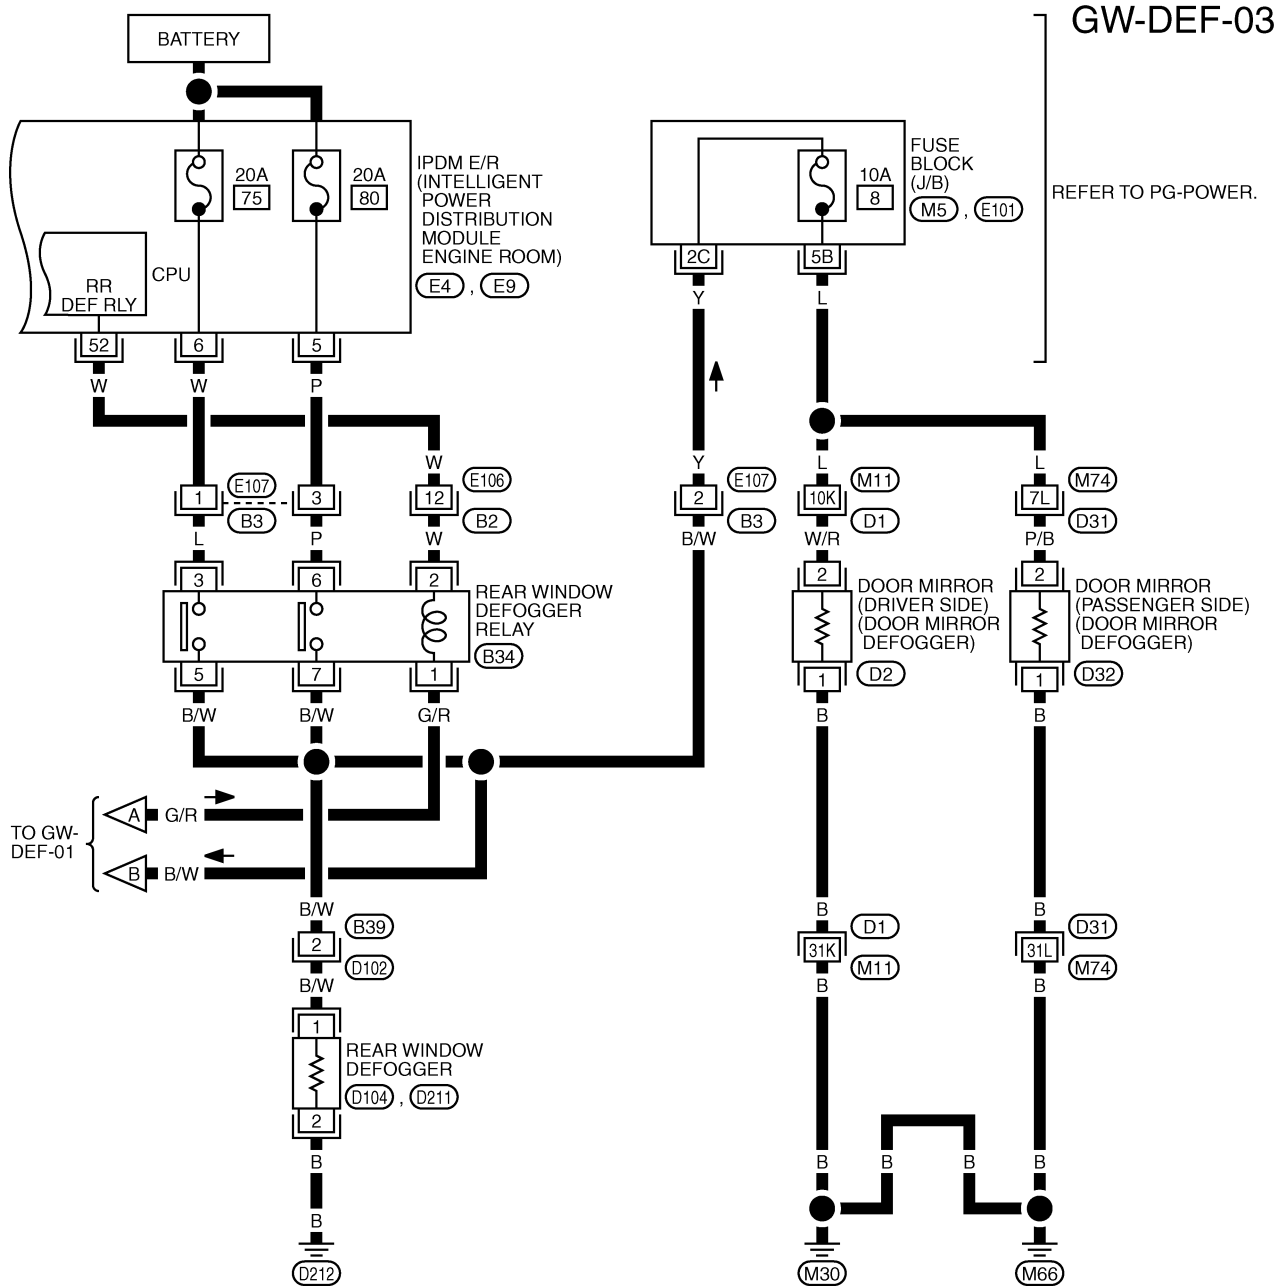 GW-DEF-03
BATTERY
20A
75
20A
80
IPDM E/R
(INTELLIGENT
POWER
DISTRIBUTION
MODULE
ENGINE ROOM)
E4 , E9
RR
DEF RLY
CPU
10A
8
FUSE
BLOCK
(J/B)
M5 , E101
REFER TO PG-POWER.
52 6 5
2C 5B
W W P
Y L
W
Y L L
1 E107 3 12 E106
B3 B2
2 E107 10K M11 7L M74
B3 D1 D31
L P W B/W W/R P/B
3 6 2 2 2
REAR WINDOW
DEFOGGER
RELAY
B34
DOOR MIRROR
(DRIVER SIDE)
(DOOR MIRROR
DEFOGGER)
D2
DOOR MIRROR
(PASSENGER SIDE)
(DOOR MIRROR
DEFOGGER)
D32
5 7 1 1 1
B/W B/W G/R B B
TO GW-
DEF-01
A G/R
B B/W
B/W B B
2 B39 31K D1 31L D31
D102 M11 M74
B/W B B
1
REAR WINDOW
DEFOGGER
D104 , D211
2
B B B B B
B
D212 M30 M66